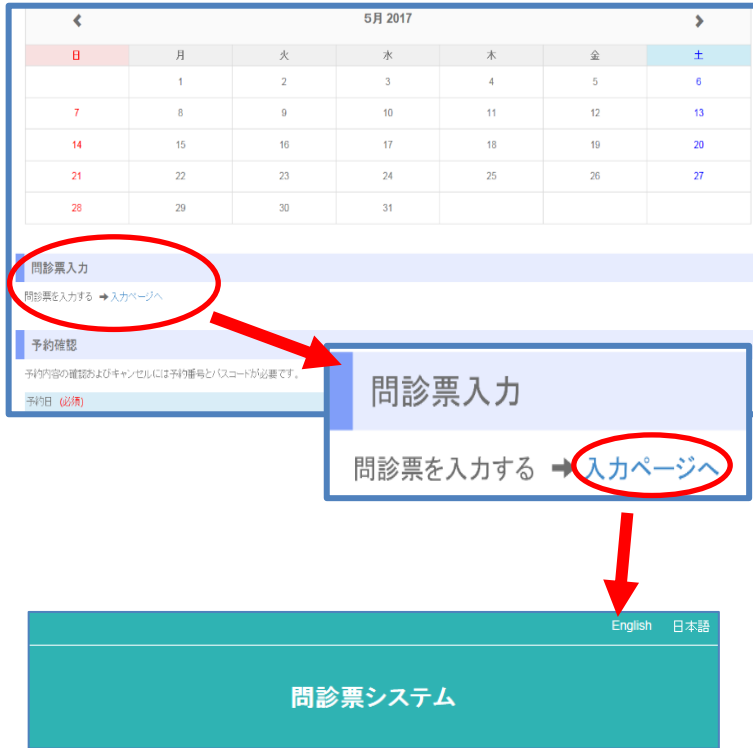 5月 2017
日 月 火 水 木 金 土
1 2 3 4 5 6
7 8 9 10 11 12 13
14 15 16 17 18 19 20
21 22 23 24 25 26 27
28 29 30 31
問診票入力
問診票を入力する ➜入力ページへ
予約確認
予約内容の確認およびキャンセルには予約番号とパスコードが必要です。
予約日 (必須)
問診票入力
問診票を入力する ➜入力ページへ
English 日本語
問診票システム